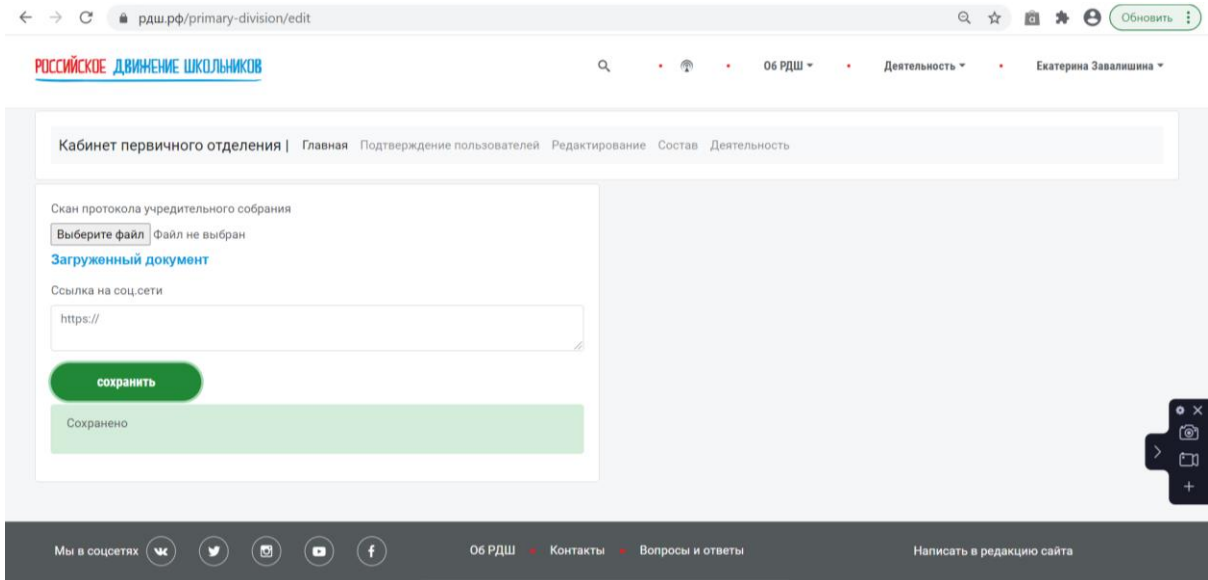 рдш.рф/primary-division/edit
Обновить
РОССИЙСКОЕ ДВИЖЕНИЕ ШКОЛЬНИКОВ
Об РДШ
Деятельность
Екатерина Завалишина
Кабинет первичного отделения | Главная Подтверждение пользователей Редактирование Состав Деятельность
Скан протокола учредительного собрания
Выберите файл Файл не выбран
Загруженный документ
Ссылка на соц.сети
https://
сохранить
Сохранено
Мы в соцсетях
Об РДШ
Контакты
Вопросы и ответы
Написать в редакцию сайта